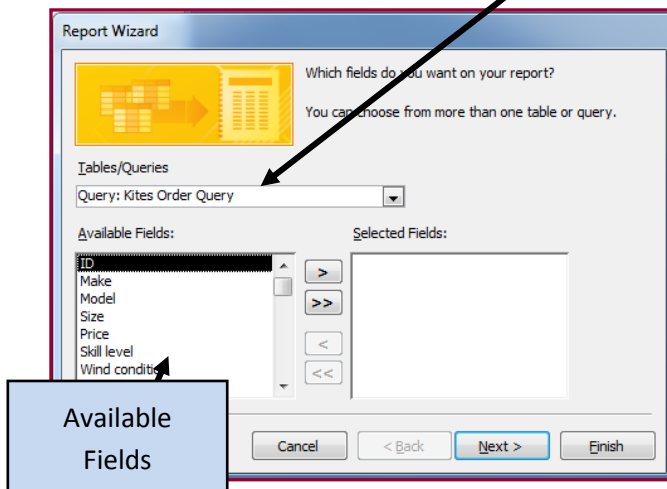 Report Wizard
Which fields do you want on your report?
You can choose from more than one table or query.
Tables/Queries
Query: Kites Order Query
Available Fields:
Selected Fields:
ID
Make
Model
Size
Price
Skill level
Wind
>
>>
<
<<
Available
Fields
Cancel
< Back
Next >
Finish